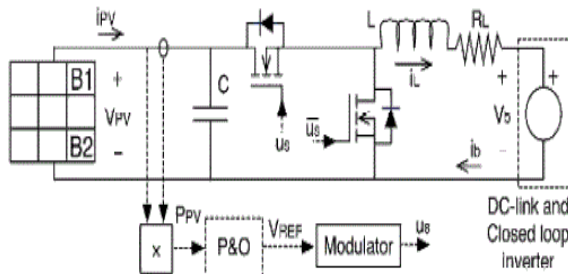 iPV
L
RL
B1
+
VPV
-
B2
C
us
us
iL
+
Vb
-
+
ib
PPV
x
P&O
VREF
Modulator
us
DC-link and
Closed loop
inverter